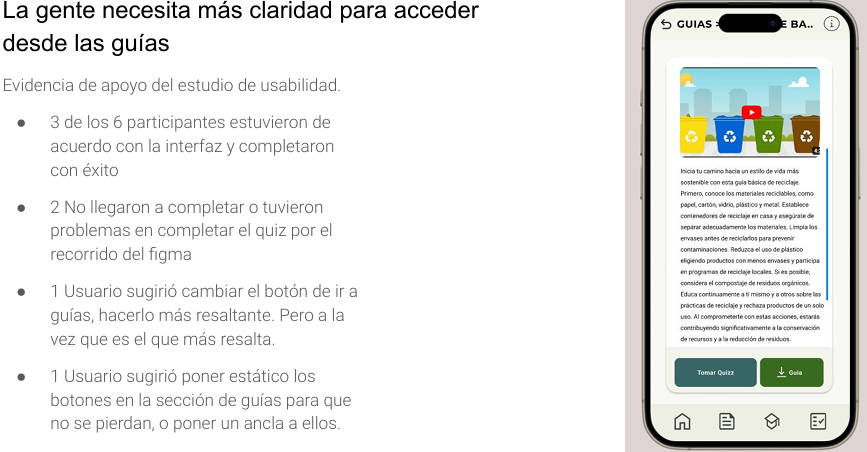 La gente necesita más claridad para acceder
desde las guías
Evidencia de apoyo del estudio de usabilidad.
● 3 de los 6 participantes estuvieron de
acuerdo con la interfaz y completaron
con éxito
● 2 No llegaron a completar o tuvieron
problemas en completar el quiz por el
recorrido del figma
● 1 Usuario sugirió cambiar el botón de ir a
guías, hacerlo más resaltante. Pero a la
vez que es el que más resalta.
● 1 Usuario sugirió poner estático los
botones en la sección de guías para que
no se pierdan, o poner un ancla a ellos.
GUIAS > E BA..
Inicia tu camino hacia un estilo de vida más
sostenible con esta guía básica de reciclaje.
Primero, conoce los materiales reciclables, como
papel, cartón, vidrio, plástico y metal. Establece
contenedores de reciclaje en casa y asegúrate de
separar adecuadamente los materiales. Limpia los
envases antes de reciclarlos para prevenir
contaminaciones. Reduzca el uso de plástico
eligiendo productos con menos envases y participa
en programas de reciclaje locales. Si es posible,
considera el compostaje de residuos orgánicos.
Educa continuamente a ti mismo y a otros sobre las
prácticas de reciclaje y rechaza productos de un solo
uso. Al comprometerte con estas acciones, estarás
contribuyendo significativamente a la conservación
de recursos y a la reducción de residuos.
Tomar Quizz
Guia